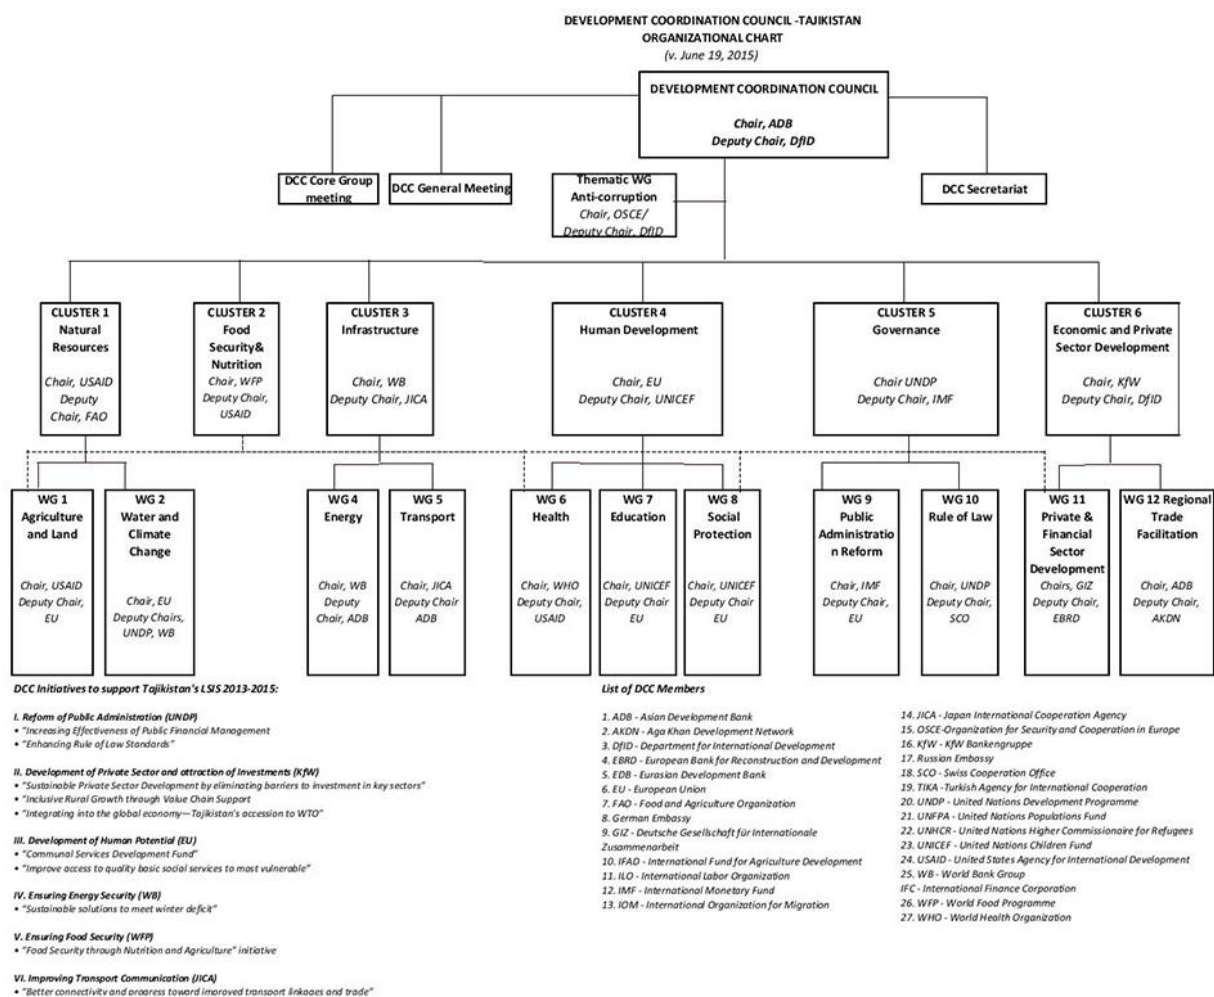 DEVELOPMENT COORDINATION COUNCIL -TAJIKISTAN
ORGANIZATIONAL CHART
(v. June 19, 2015)
DEVELOPMENT COORDINATION COUNCIL
Chair, ADB
Deputy Chair, DfID
DCC Core Group
meeting
DCC General Meeting
Thematic WG
Anti-corruption
Chair, OSCE/
Deputy Chair, DfID
DCC Secretariat
CLUSTER 1
Natural
Resources
Chair, USAID
Deputy
Chair, FAO
CLUSTER 2
Food
Security&
Nutrition
Chair, WFP
Deputy Chair,
USAID
CLUSTER 3
Infrastructure
Chair, WB
Deputy Chair, JICA
CLUSTER 4
Human Development
Chair, EU
Deputy Chair, UNICEF
CLUSTER 5
Governance
Chair UNDP
Deputy Chair, IMF
CLUSTER 6
Economic and Private
Sector Development
Chair, KfW
Deputy Chair, DfID
WG 1
Agriculture
and Land
Chair, USAID
Deputy Chair,
EU
WG 2
Water and
Climate
Change
Chair, EU
Deputy Chairs,
UNDP, WB
WG 4
Energy
Chair, WB
Deputy
Chair, ADB
WG 5
Transport
Chair, JICA
Deputy Chair
ADB
WG 6
Health
Chair, WHO
Deputy Chair,
USAID
WG 7
Education
Chair, UNICEF
Deputy Chair
EU
WG 8
Social
Protection
Chair, UNICEF
Deputy Chair
EU
WG 9
Public
Administratio
n Reform
Chair, IMF
Deputy Chair,
EU
WG 10
Rule of Law
Chair, UNDP
Deputy Chair,
SCO
WG 11
Private &
Financial
Sector
Development
Chairs, GIZ
Deputy Chair,
EBRD
WG 12 Regional
Trade
Facilitation
Chair, ADB
Deputy Chair,
AKDN
DCC Initiatives to support Tajikistan's LSIS 2013-2015:
I. Reform of Public Administration (UNDP)
• "Increasing Effectiveness of Public Financial Management
• "Enhancing Rule of Law Standards"
II. Development of Private Sector and attraction of Investments (KfW)
• "Sustainable Private Sector Development by eliminating barriers to investment in key sectors"
• "Inclusive Rural Growth through Value Chain Support
• "Integrating into the global economy—Tajikistan's accession to WTO"
III. Development of Human Potential (EU)
• "Communal Services Development Fund"
• "Improve access to quality basic social services to most vulnerable"
IV. Ensuring Energy Security (WB)
• "Sustainable solutions to meet winter deficit"
V. Ensuring Food Security (WFP)
• "Food Security through Nutrition and Agriculture" initiative
VI. Improving Transport Communication (JICA)
• "Better connectivity and progress toward improved transport linkages and trade"
List of DCC Members
1. ADB - Asian Development Bank
2. AKDN - Aga Khan Development Network
3. DfID - Department for International Development
4. EBRD - European Bank for Reconstruction and Development
5. EDB - Eurasian Development Bank
6. EU - European Union
7. FAO - Food and Agriculture Organization
8. German Embassy
9. GIZ - Deutsche Gesellschaft für Internationale
Zusammenarbeit
10. IFAD - International Fund for Agriculture Development
11. ILO - International Labor Organization
12. IMF - International Monetary Fund
13. IOM - International Organization for Migration
14. JICA - Japan International Cooperation Agency
15. OSCE-Organization for Security and Cooperation in Europe
16. KfW - KfW Bankengruppe
17. Russian Embassy
18. SCO - Swiss Cooperation Office
19. TIKA -Turkish Agency for International Cooperation
20. UNDP - United Nations Development Programme
21. UNFPA - United Nations Populations Fund
22. UNHCR - United Nations Higher Commissionaire for Refugees
23. UNICEF - United Nations Children Fund
24. USAID - United States Agency for International Development
25. WB - World Bank Group
IFC - International Finance Corporation
26. WFP - World Food Programme
27. WHO - World Health Organization